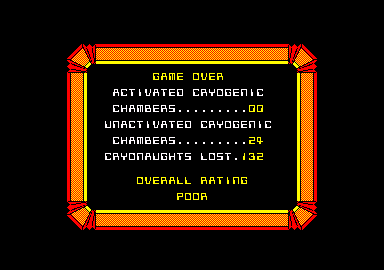 GAME OVER
ACTIVATED CRYOGENIC
CHAMBERS.........00
UNACTIVATED CRYOGENIC
CHAMBERS.........24
CRYONAUGHTS LOST.132
OVERALL RATING
POOR